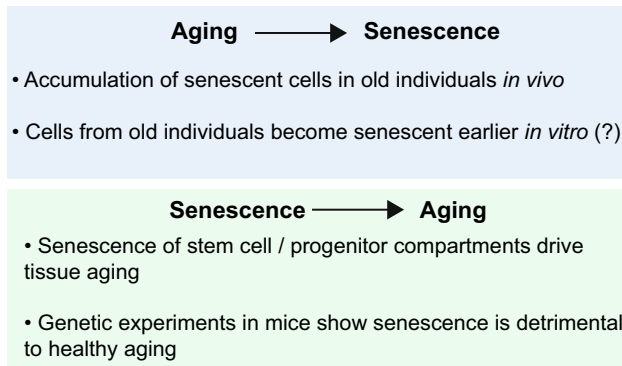 Aging → Senescence
• Accumulation of senescent cells in old individuals in vivo
• Cells from old individuals become senescent earlier in vitro (?)
Senescence → Aging
• Senescence of stem cell / progenitor compartments drive
tissue aging
• Genetic experiments in mice show senescence is detrimental
to healthy aging